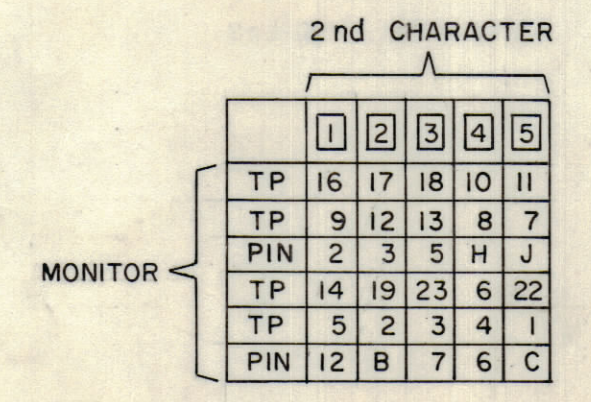 2nd CHARACTER
1 2 3 4 5
TP 16 17 18 10 11
TP 9 12 13 8 7
PIN 2 3 5 H J
MONITOR
TP 14 19 23 6 22
TP 5 2 3 4 1
PIN 12 B 7 6 C